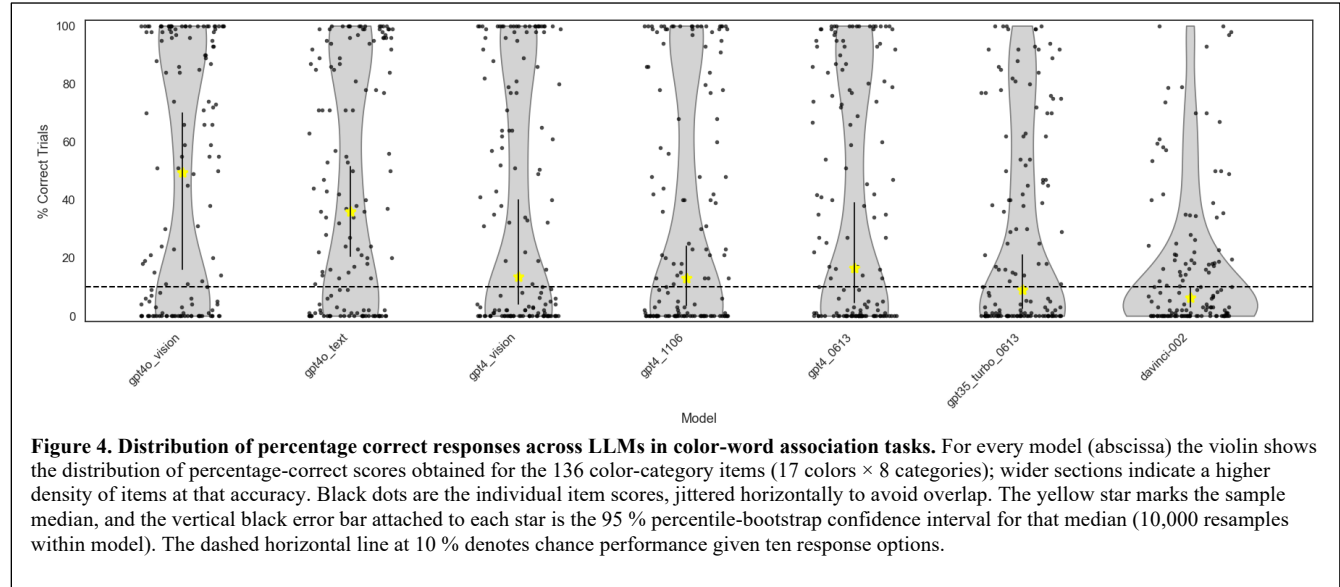 100
80
60
40
20
0
% Correct Trials
gpt4o_vision
gpt4o_text
gpt4_vision
gpt4_1106
gpt4_0613
gpt35_turbo_0613
davinci-002
Model
Figure 4. Distribution of percentage correct responses across LLMs in color-word association tasks. For every model (abscissa) the violin shows
the distribution of percentage-correct scores obtained for the 136 color-category items (17 colors × 8 categories); wider sections indicate a higher
density of items at that accuracy. Black dots are the individual item scores, jittered horizontally to avoid overlap. The yellow star marks the sample
median, and the vertical black error bar attached to each star is the 95 % percentile-bootstrap confidence interval for that median (10,000 resamples
within model). The dashed horizontal line at 10 % denotes chance performance given ten response options.